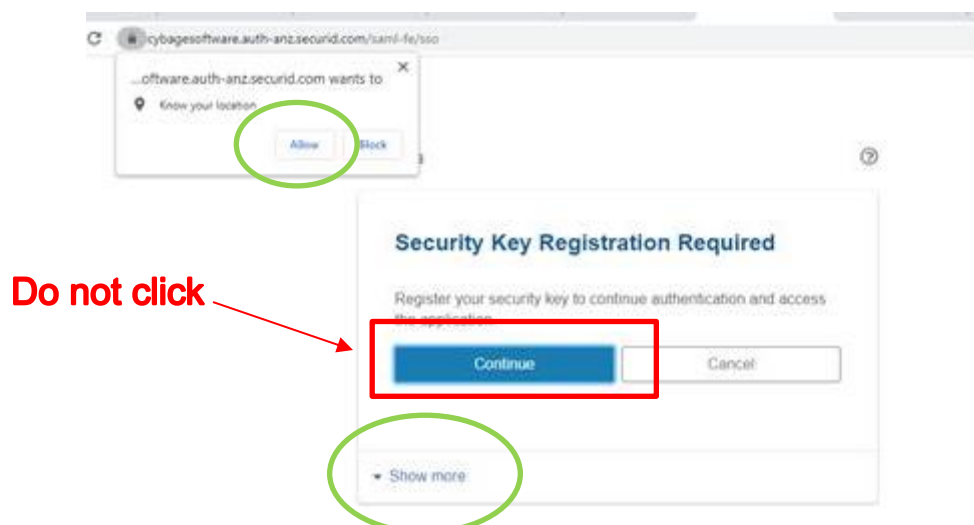 cybagesoftware.auth-anz.securid.com/saml-fe/sso
...oftware.auth-anz.securid.com wants to
Know your location
Allow
Block
Security Key Registration Required
Do not click
Register your security key to continue authentication and access
the application.
Continue
Cancel
Show more